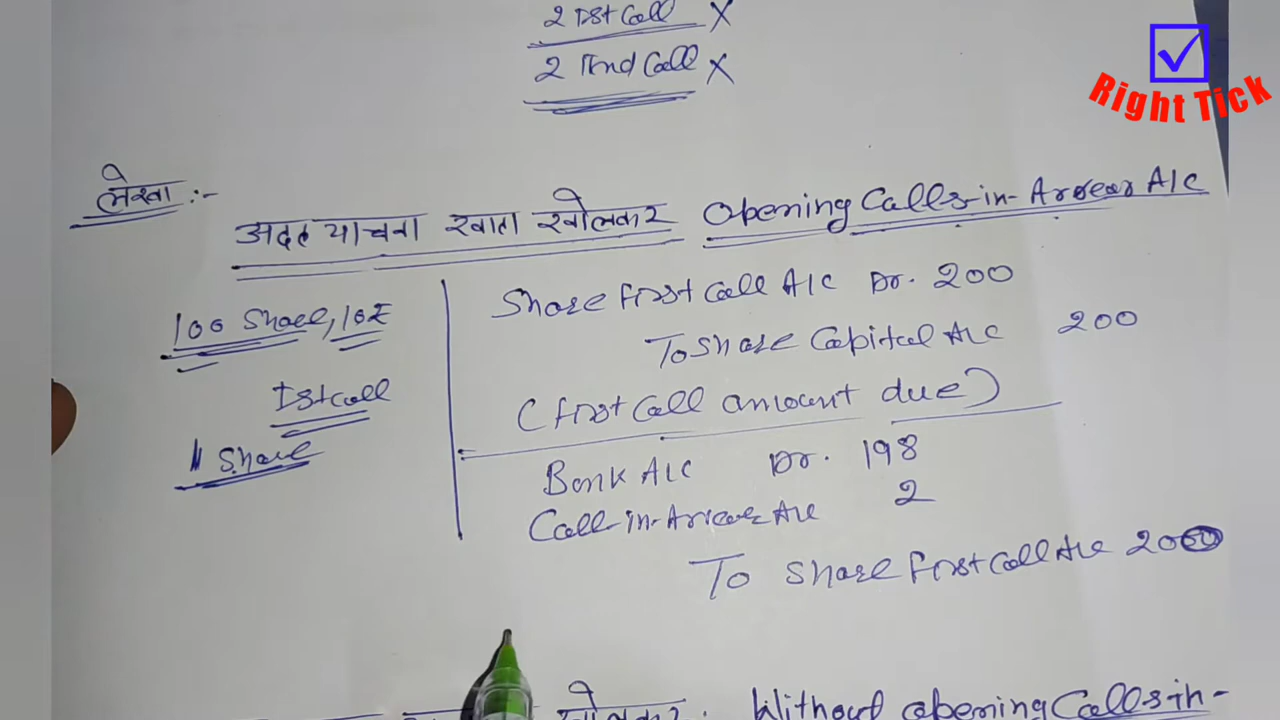 2 Ist Call X
2 IInd Call X
Right Tick
लेखा :-
अदत्त याचना खाता खोलकर Opening Calls-in-Arrear A/C
100 Share, 10₹
Ist call
1 Share
Share first call A/C Dr. 200
To Share Capital A/C 200
(first call amount due)
Bank A/C Dr. 198
Call-in-Arrear A/C 2
To Share first call A/c 200
खोलकर. Without opening Calls in-